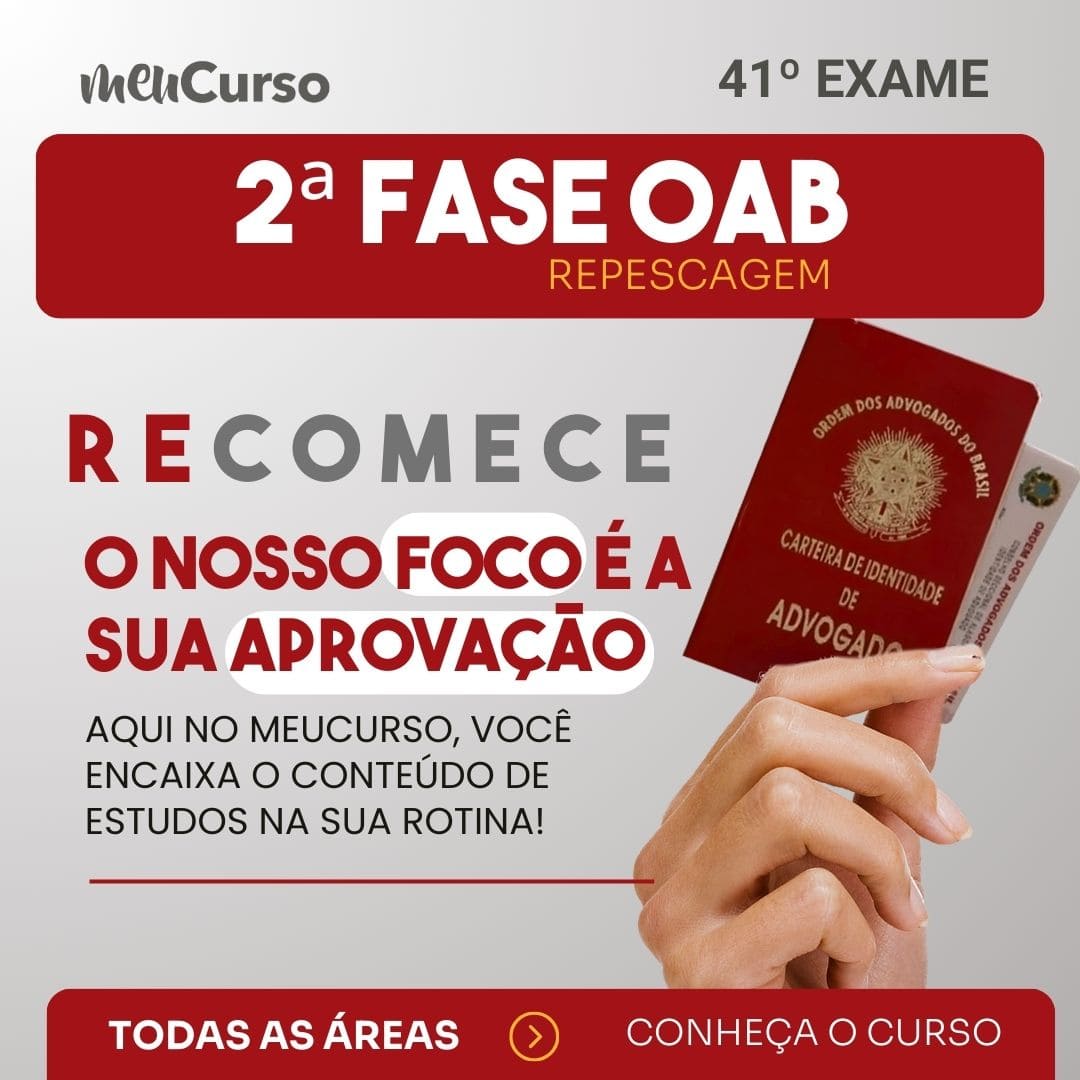 meuCurso
41º EXAME
2ª FASE OAB
REPESCAGEM
RECOMECE
O NOSSO FOCO É A
SUA APROVAÇÃO
AQUI NO MEUCURSO, VOCÊ
ENCAIXA O CONTEÚDO DE
ESTUDOS NA SUA ROTINA!
ORDEM DOS ADVOGADOS DO BRASIL
CARTEIRA DE IDENTIDADE
DE
ADVOGADO
ORDEM DOS ADVOGADOS
TODAS AS ÁREAS
CONHEÇA O CURSO